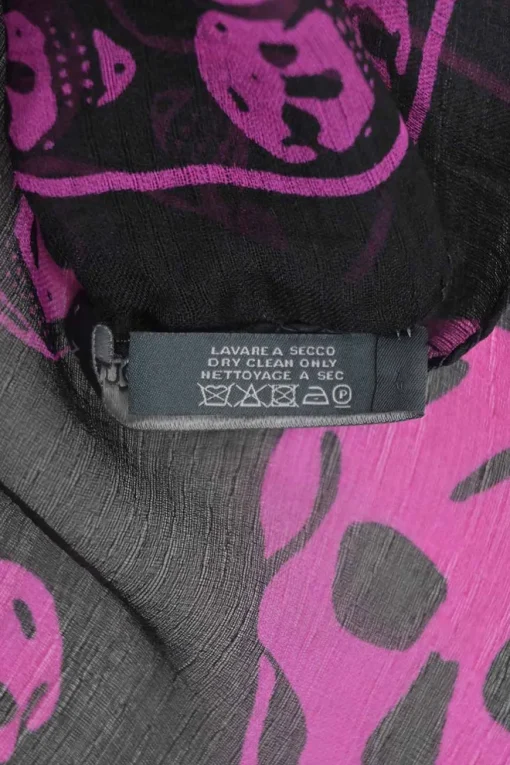 LAVARE A SECCO
DRY CLEAN ONLY
NETTOYAGE A SEC
P